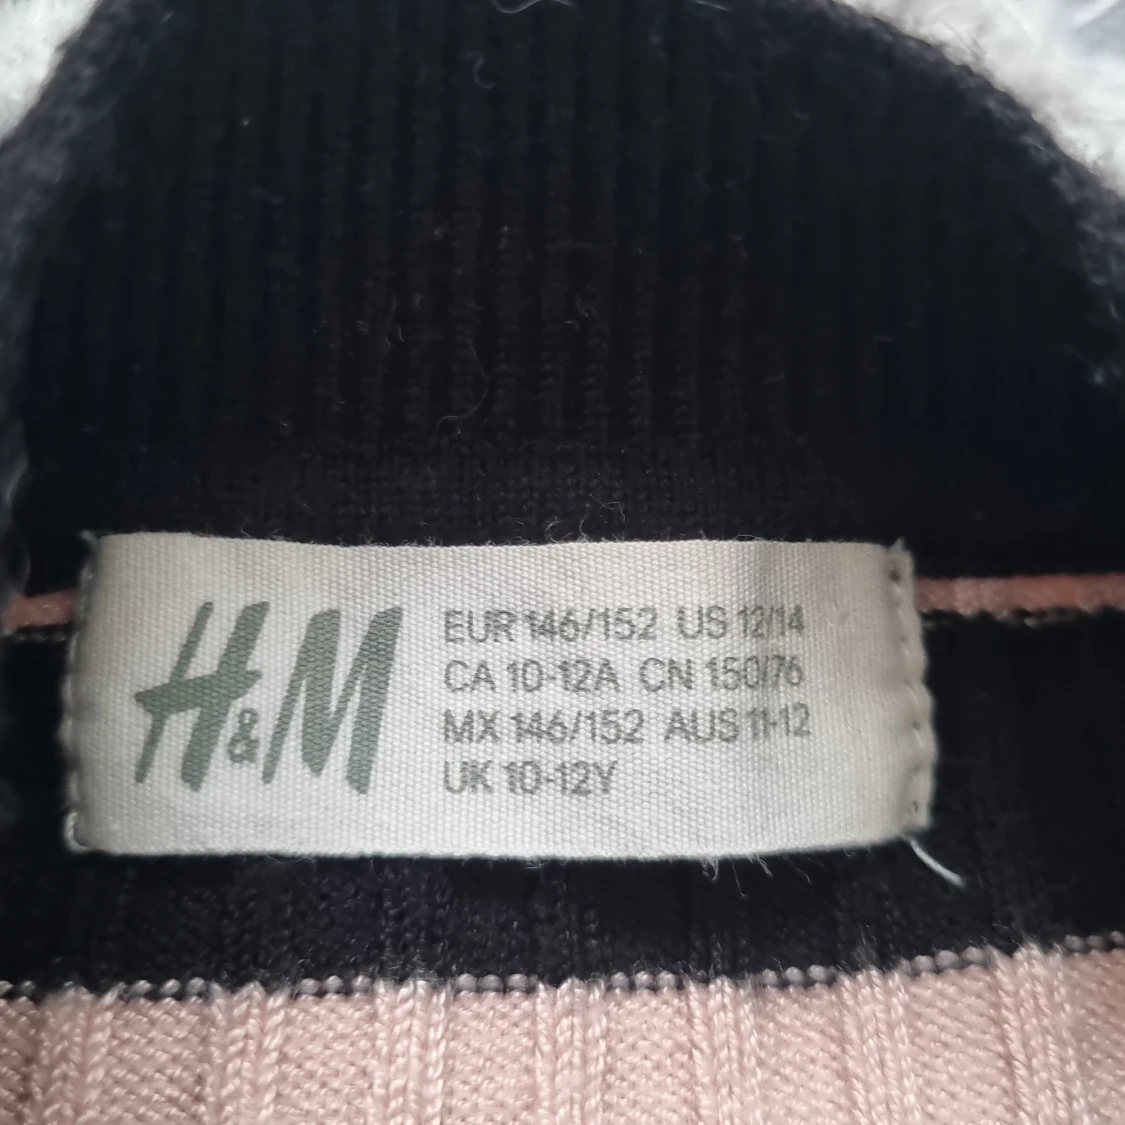 H&M
EUR 146/152 US 12/14
CA 10-12A CN 150/76
MX 146/152 AUS 11-12
UK 10-12Y